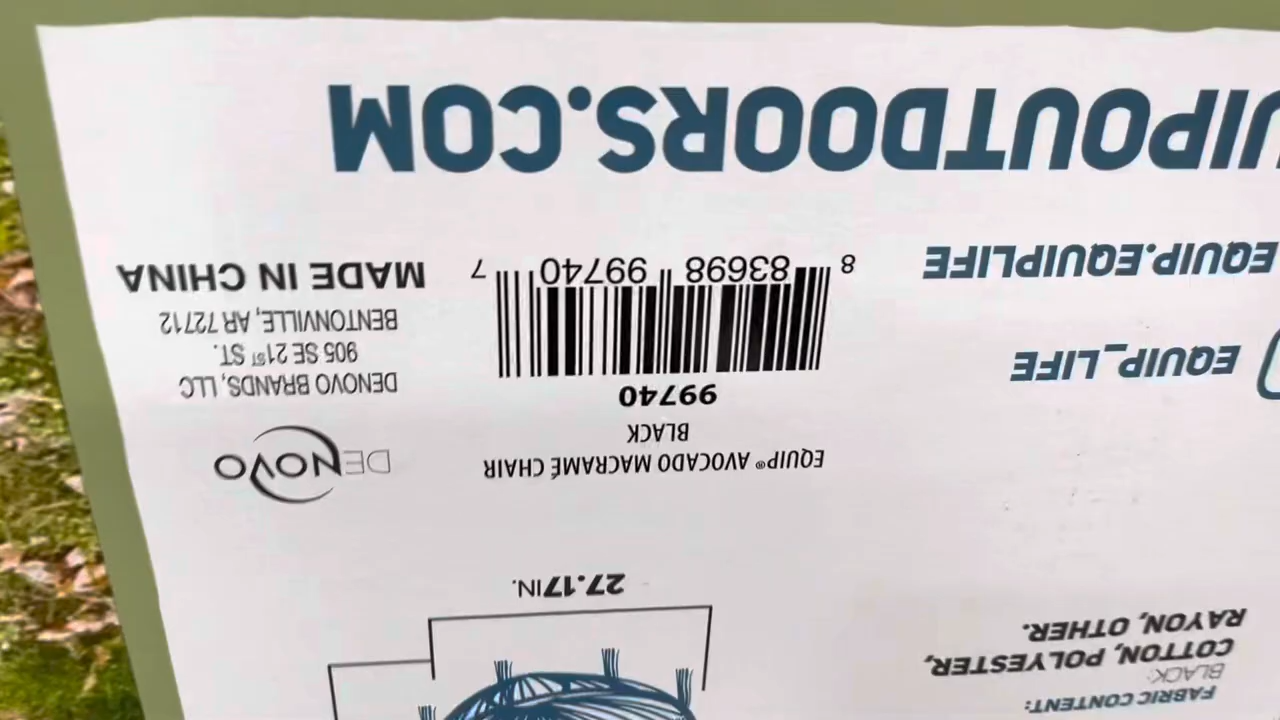 FABRIC CONTENT:
BLACK:
COTTON, POLYESTER,
RAYON, OTHER.
27.17IN.
EQUIP_LIFE
EQUIP.EQUIPLIFE
EQUIP® AVOCADO MACRAMÉ CHAIR
BLACK
99740
8 83698 99740 7
DENOVO
DENOVO BRANDS, LLC
905 SE 21ST ST.
BENTONVILLE, AR 72712
MADE IN CHINA
UIPOUTDOORS.COM